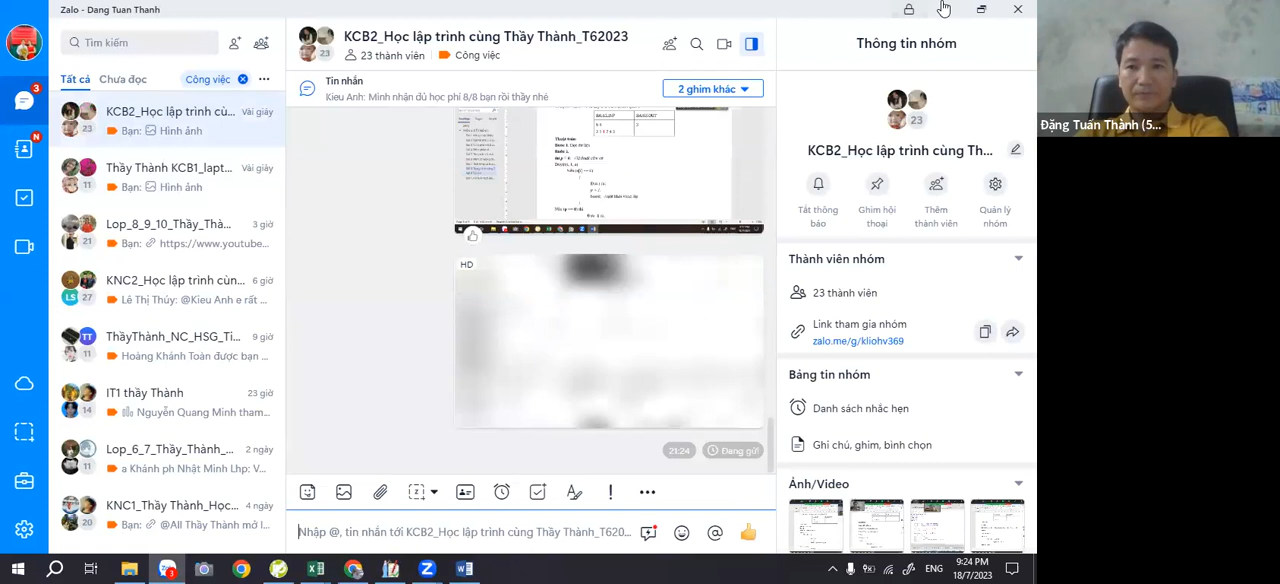 Zalo - Dang Tuan Thanh
Tìm kiếm
Tất cả
Chưa đọc
Công việc
3
N
KCB2_Học lập trình cù...
Vài giây
23
Bạn: Hình ảnh
Thầy Thành KCB1_lapt...
Vài giây
11
Bạn: Hình ảnh
Lop_8_9_10_Thầy_Thà...
3 giờ
21
Bạn: https://www.youtube...
KNC2_Học lập trình cùn...
6 giờ
LS
27
Lê Thị Thúy: @Kieu Anh e rất ...
ThầyThành_NC_HSG_Ti...
9 giờ
TT
11
Hoàng Khánh Toàn được bạn ...
IT1 thầy Thành
23 giờ
14
Nguyễn Quang Minh tham...
Lop_6_7_Thầy_Thành_...
2 ngày
11
a Khánh ph Nhật Minh Lhp: V...
KNC1_Thầy Thành_Học...
4 ngày
20
Bạn: @All Thầy Thành mở l...
KCB2_Học lập trình cùng Thầy Thành_T62023
23
23 thành viên
Công việc
Tin nhắn
Kieu Anh: Mình nhận đủ học phí 8/8 bạn rồi thầy nhé
2 ghim khác
HD
21:24
Đang gửi
Nhập @, tin nhắn tới KCB2_Học lập trình cùng Thầy Thành_T620...
Thông tin nhóm
23
KCB2_Học lập trình cùng Th...
Tắt thông báo
Ghim hội thoại
Thêm thành viên
Quản lý nhóm
Thành viên nhóm
23 thành viên
Link tham gia nhóm
zalo.me/g/kliohv369
Bảng tin nhóm
Danh sách nhắc hẹn
Ghi chú, ghim, bình chọn
Ảnh/Video
Đặng Tuấn Thành (5...
3
ENG
9:24 PM
18/7/2023